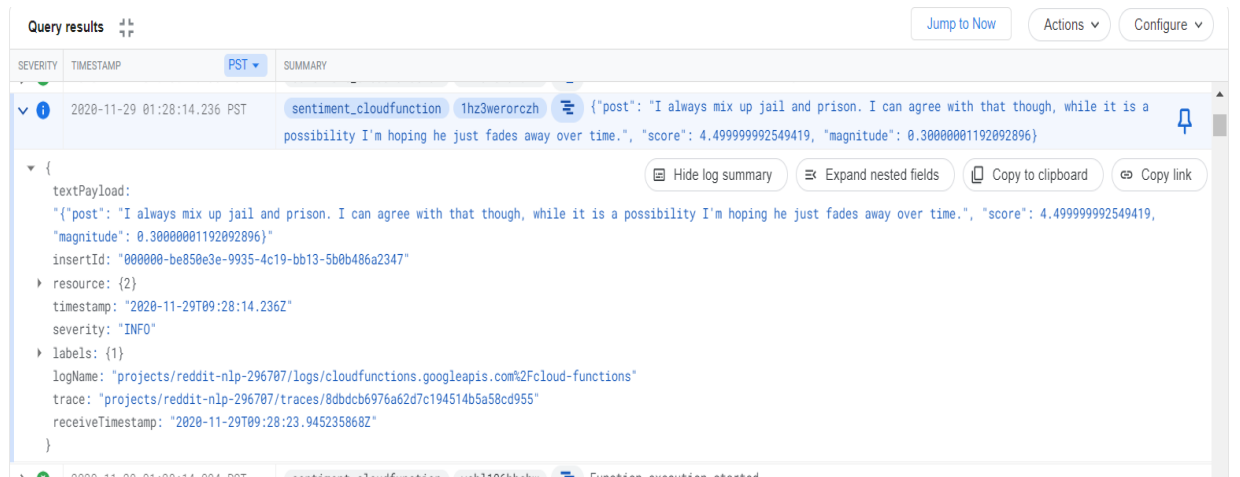 Query results
Jump to Now
Actions
Configure
SEVERITY TIMESTAMP PST SUMMARY
2020-11-29 01:28:14.236 PST sentiment_cloudfunction 1hz3werorczh {"post": "I always mix up jail and prison. I can agree with that though, while it is a
possibility I'm hoping he just fades away over time.", "score": 4.499999992549419, "magnitude": 0.30000001192092896}
{
Hide log summary
Expand nested fields
Copy to clipboard
Copy link
textPayload:
"{"post": "I always mix up jail and prison. I can agree with that though, while it is a possibility I'm hoping he just fades away over time.", "score": 4.499999992549419,
"magnitude": 0.30000001192092896}"
insertId: "000000-be850e3e-9935-4c19-bb13-5b0b486a2347"
resource: {2}
timestamp: "2020-11-29T09:28:14.236Z"
severity: "INFO"
labels: {1}
logName: "projects/reddit-nlp-296707/logs/cloudfunctions.googleapis.com%2Fcloud-functions"
trace: "projects/reddit-nlp-296707/traces/8dbdcb6976a62d7c194514b5a58cd955"
receiveTimestamp: "2020-11-29T09:28:23.945235868Z"
}
sentiment_cloudfunction Function execution started